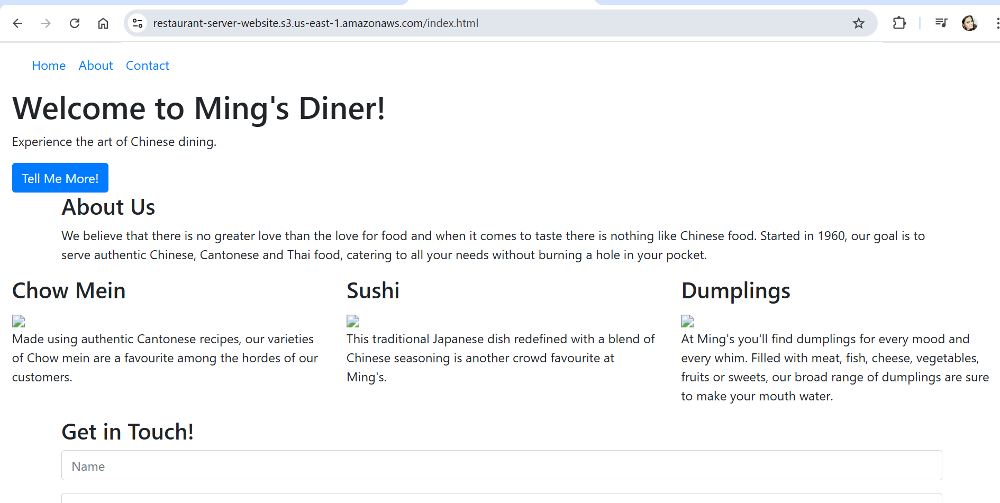 restaurant-server-website.s3.us-east-1.amazonaws.com/index.html
Home About Contact
Welcome to Ming's Diner!
Experience the art of Chinese dining.
Tell Me More!
About Us
We believe that there is no greater love than the love for food and when it comes to taste there is nothing like Chinese food. Started in 1960, our goal is to
serve authentic Chinese, Cantonese and Thai food, catering to all your needs without burning a hole in your pocket.
Chow Mein
Made using authentic Cantonese recipes, our varieties
of Chow mein are a favourite among the hordes of our
customers.
Sushi
This traditional Japanese dish redefined with a blend of
Chinese seasoning is another crowd favourite at
Ming's.
Dumplings
At Ming's you'll find dumplings for every mood and
every whim. Filled with meat, fish, cheese, vegetables,
fruits or sweets, our broad range of dumplings are sure
to make your mouth water.
Get in Touch!
Name